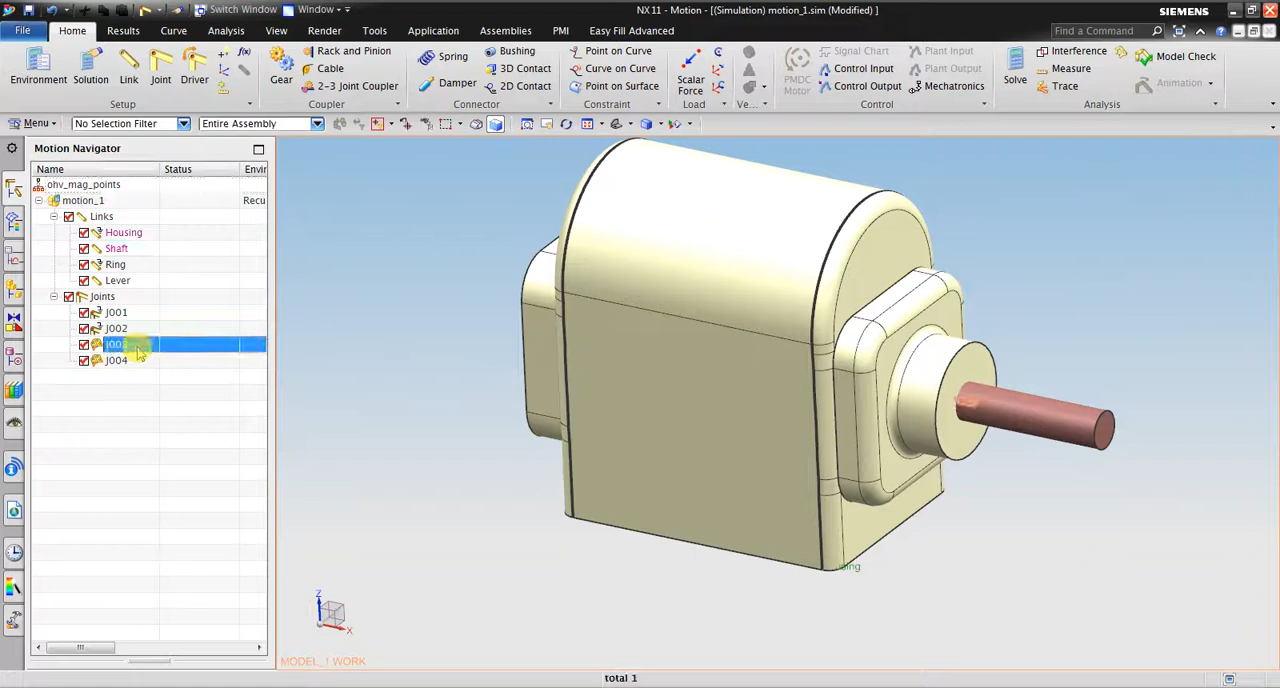 Switch Window Window
NX 11 - Motion - [(Simulation) motion_1.sim (Modified) ]
SIEMENS
File Home Results Curve Analysis View Render Tools Application Assemblies PMI Easy Fill Advanced
Find a Command
Environment Solution Link Joint Driver
f(x)
Setup
Gear
Rack and Pinion
Cable
2-3 Joint Coupler
Coupler
Spring
Damper
Bushing
3D Contact
2D Contact
Connector
Point on Curve
Curve on Curve
Point on Surface
Constraint
Scalar Force
Load
Ve...
PMDC Motor
Signal Chart
Control Input
Control Output
Plant Input
Plant Output
Mechatronics
Control
Solve
Interference
Measure
Trace
Model Check
Animation
Analysis
Menu
No Selection Filter
Entire Assembly
Motion Navigator
Name Status Envir
ohv_mag_points
motion_1 Recu
Links
Housing
Shaft
Ring
Lever
Joints
J001
J002
J004
Z
X
MODEL_1 WORK
total 1